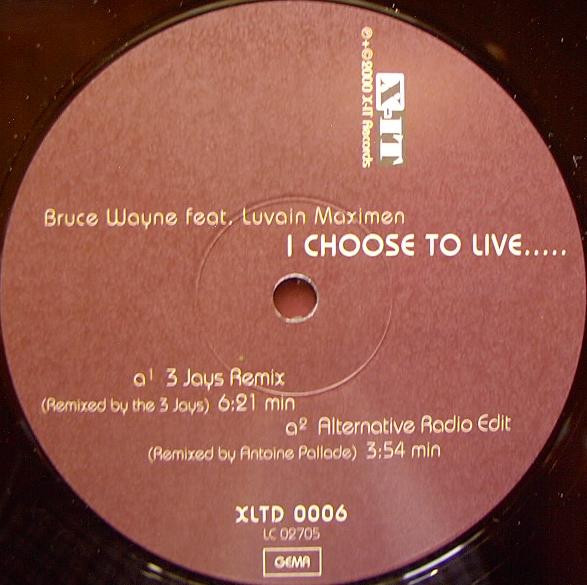 X-IT
℗+©2000 X-IT Records
Bruce Wayne feat. Luvain Maximen
I CHOOSE TO LIVE.....
a1 3 Jays Remix
(Remixed by the 3 Jays) 6:21 min
a2 Alternative Radio Edit
(Remixed by Antoine Pallade) 3:54 min
XLTD 0006
LC 02705
GEMA